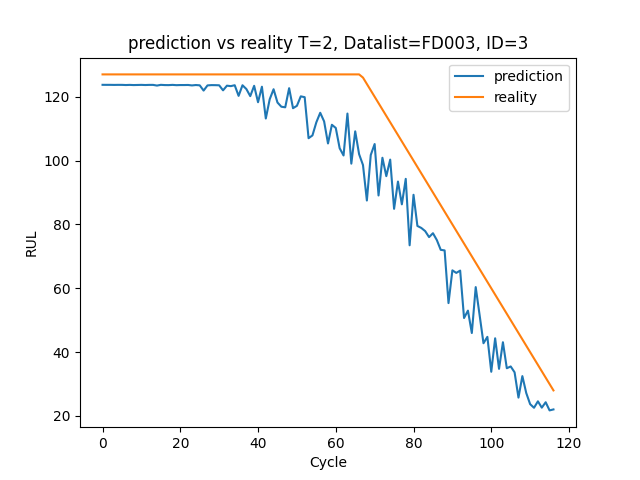 prediction vs reality T=2, Datalist=FD003, ID=3
prediction
reality
120
100
80
60
40
20
RUL
0 20 40 60 80 100 120
Cycle